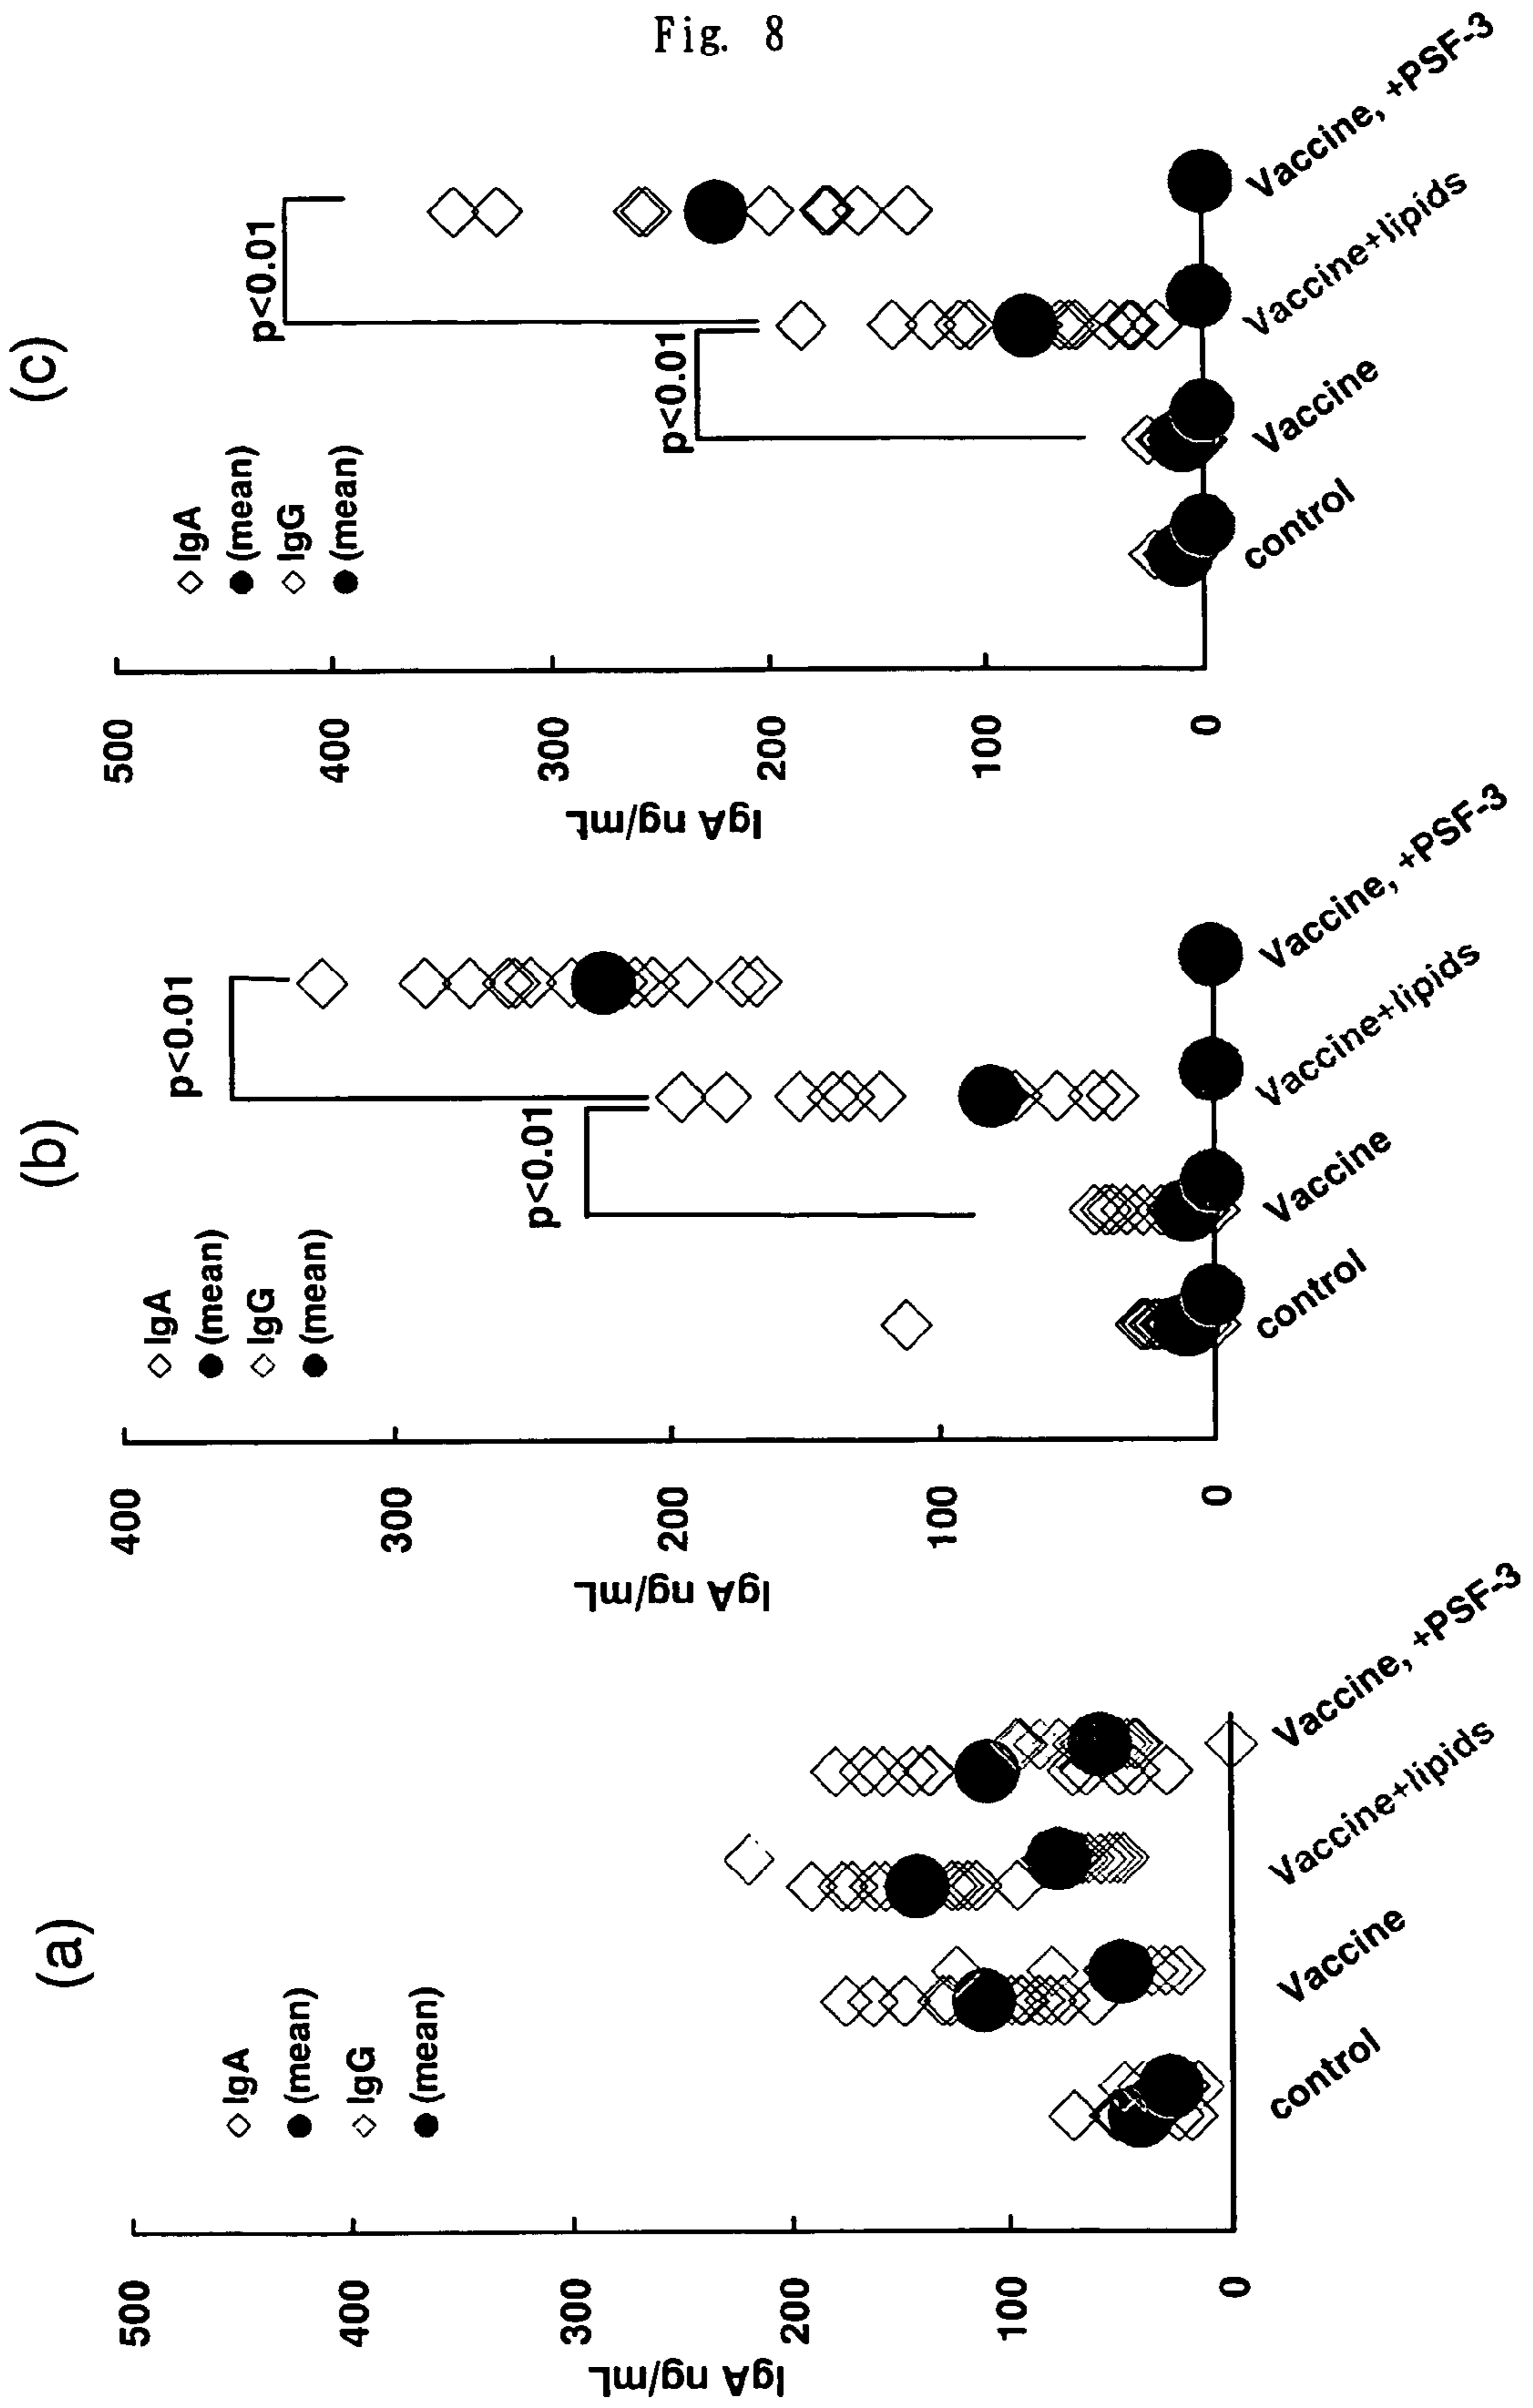 Fig. 8
(a)
IgA
(mean)
IgG
(mean)
IgA ng/mL
500
400
300
200
100
0
control
Vaccine
Vaccine+lipids
Vaccine, +PSF-3
(b)
IgA
(mean)
IgG
(mean)
IgA ng/mL
400
300
200
100
0
p<0.01
p<0.01
control
Vaccine
Vaccine+lipids
Vaccine, +PSF-3
(c)
IgA
(mean)
IgG
(mean)
IgA ng/mL
500
400
300
200
100
0
p<0.01
p<0.01
control
Vaccine
Vaccine+lipids
Vaccine, +PSF-3